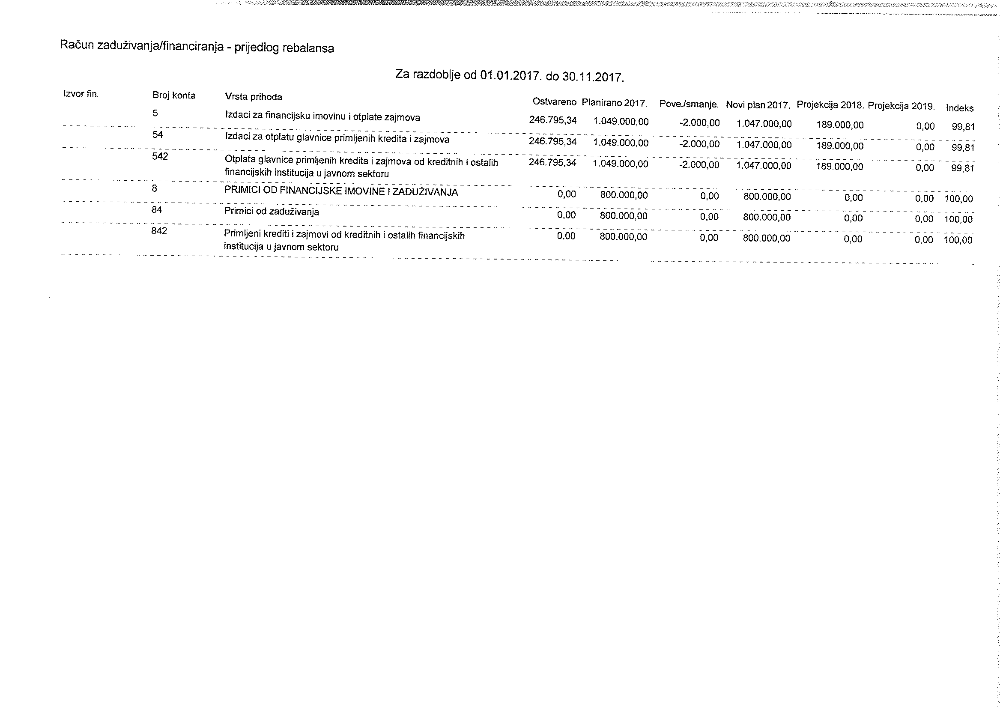 Račun zaduživanja/financiranja - prijedlog rebalansa
Za razdoblje od 01.01.2017. do 30.11.2017.
Izvor fin. Broj konta Vrsta prihoda Ostvareno Planirano 2017. Pove./smanje. Novi plan 2017. Projekcija 2018. Projekcija 2019. Indeks
5 Izdaci za financijsku imovinu i otplate zajmova 246.795,34 1.049.000,00 -2.000,00 1.047.000,00 189.000,00 0,00 99,81
54 Izdaci za otplatu glavnice primljenih kredita i zajmova 246.795,34 1.049.000,00 -2.000,00 1.047.000,00 189.000,00 0,00 99,81
542 Otplata glavnice primljenih kredita i zajmova od kreditnih i ostalih 246.795,34 1.049.000,00 -2.000,00 1.047.000,00 189.000,00 0,00 99,81
financijskih institucija u javnom sektoru
8 PRIMICI OD FINANCIJSKE IMOVINE I ZADUŽIVANJA 0,00 800.000,00 0,00 800.000,00 0,00 0,00 100,00
84 Primici od zaduživanja 0,00 800.000,00 0,00 800.000,00 0,00 0,00 100,00
842 Primljeni krediti i zajmovi od kreditnih i ostalih financijskih 0,00 800.000,00 0,00 800.000,00 0,00 0,00 100,00
institucija u javnom sektoru